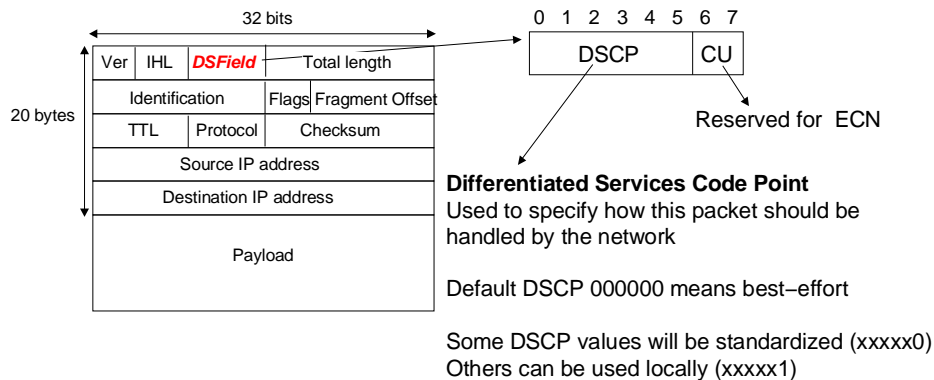 32 bits
0 1 2 3 4 5 6 7
DSCP CU
Ver IHL DSField Total length
Identification Flags Fragment Offset
20 bytes
TTL Protocol Checksum
Reserved for ECN
Source IP address
Destination IP address
Payload
Differentiated Services Code Point
Used to specify how this packet should be
handled by the network
Default DSCP 000000 means best−effort
Some DSCP values will be standardized (xxxxx0)
Others can be used locally (xxxxx1)